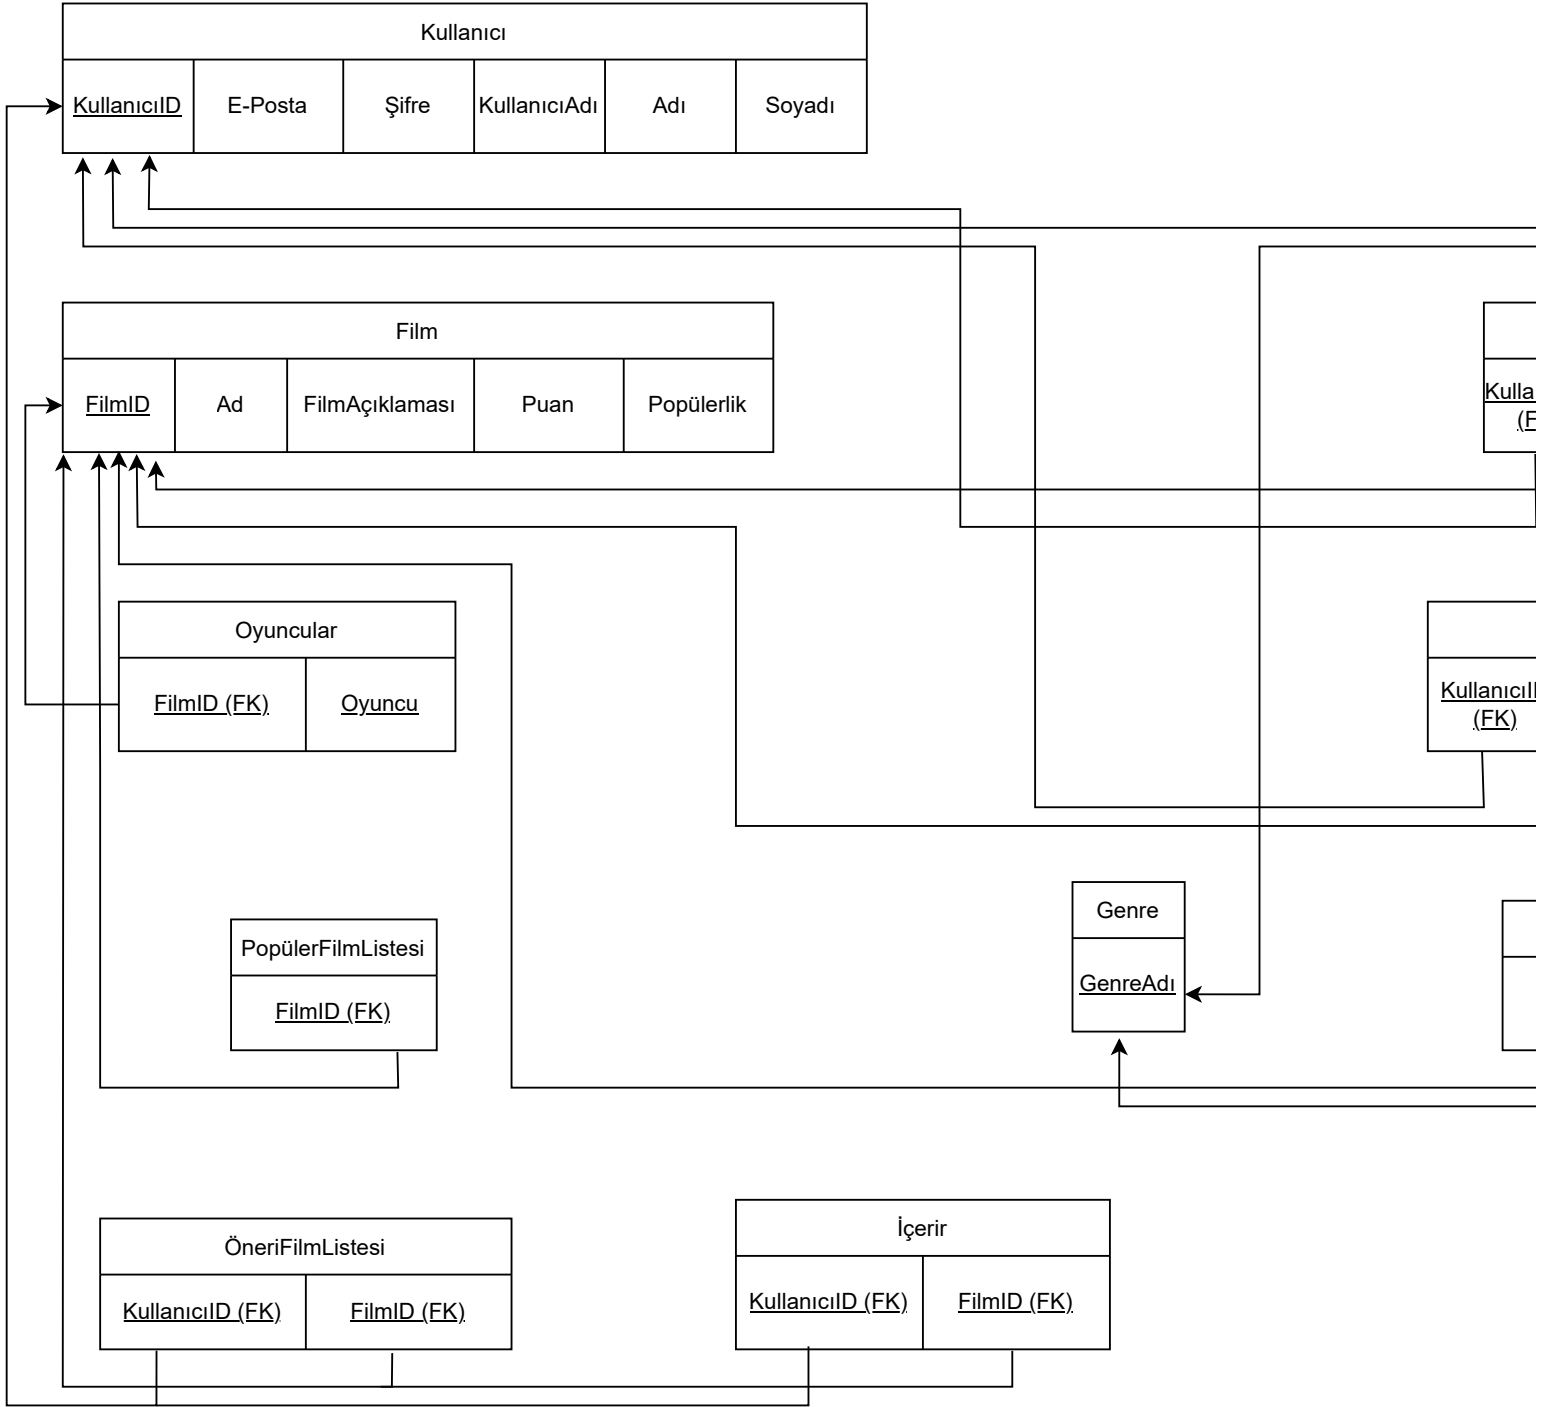 Kullanıcı
KullanıcıID
E-Posta
Şifre
KullanıcıAdı
Adı
Soyadı
Film
FilmID
Ad
FilmAçıklaması
Puan
Popülerlik
Oyuncular
FilmID (FK)
Oyuncu
(FK)
Genre
GenreAdı
PopülerFilmListesi
FilmID (FK)
ÖneriFilmListesi
KullanıcıID (FK)
FilmID (FK)
İçerir
KullanıcıID (FK)
FilmID (FK)